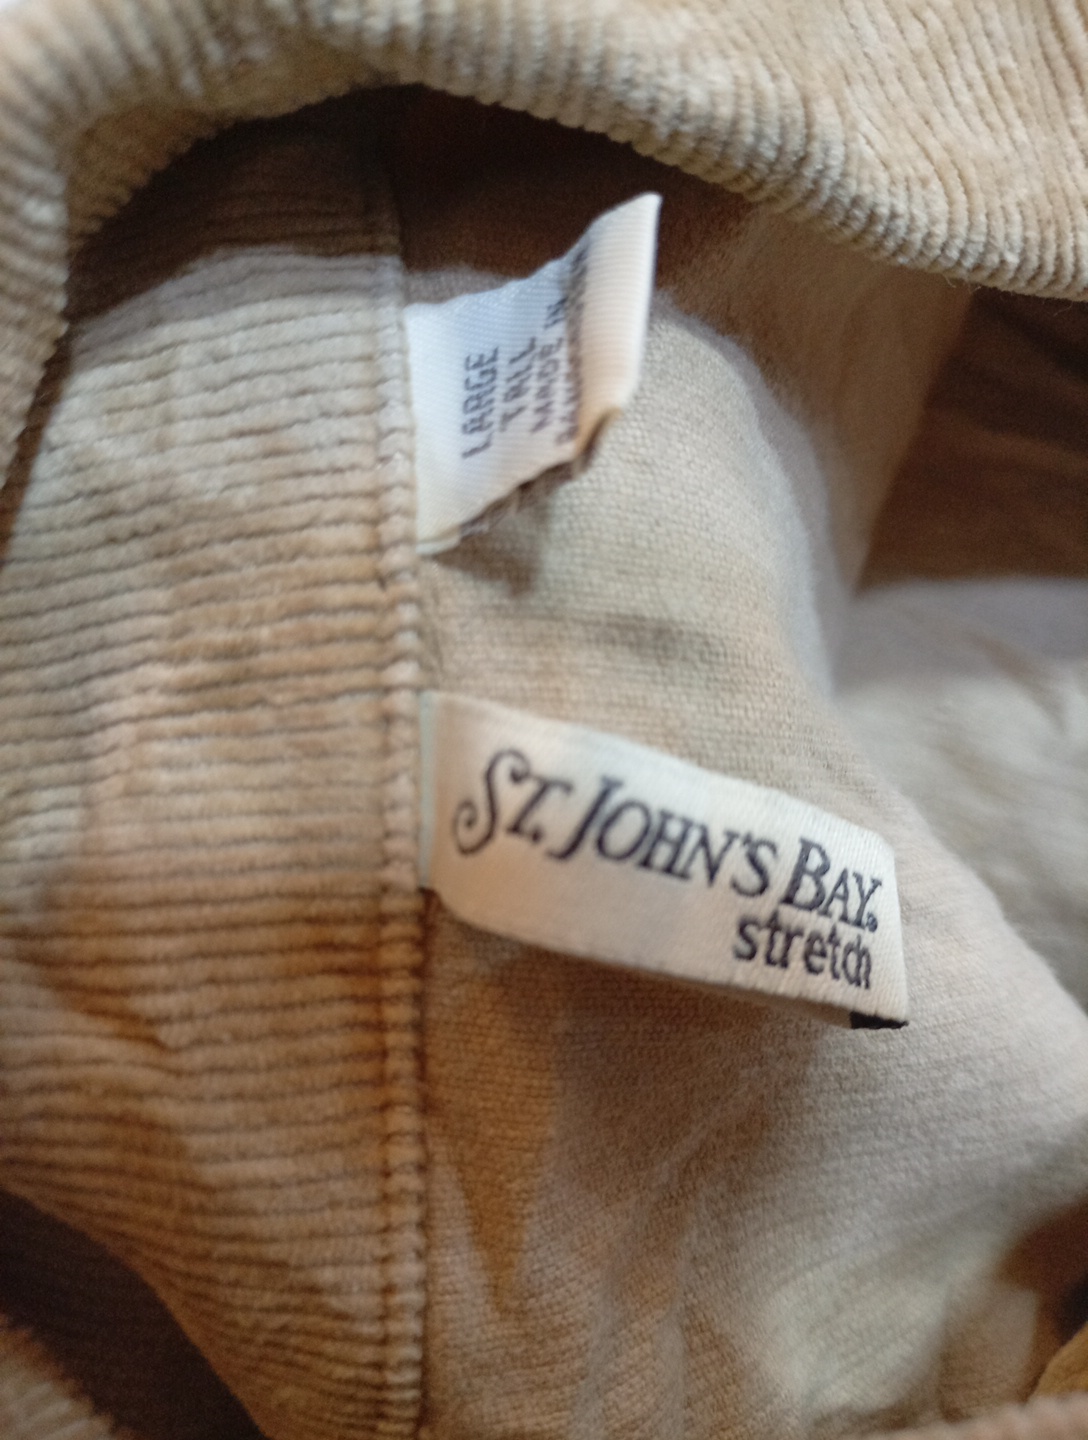 LARGE
TALL
MADE IN
ST. JOHN'S BAY®
stretch